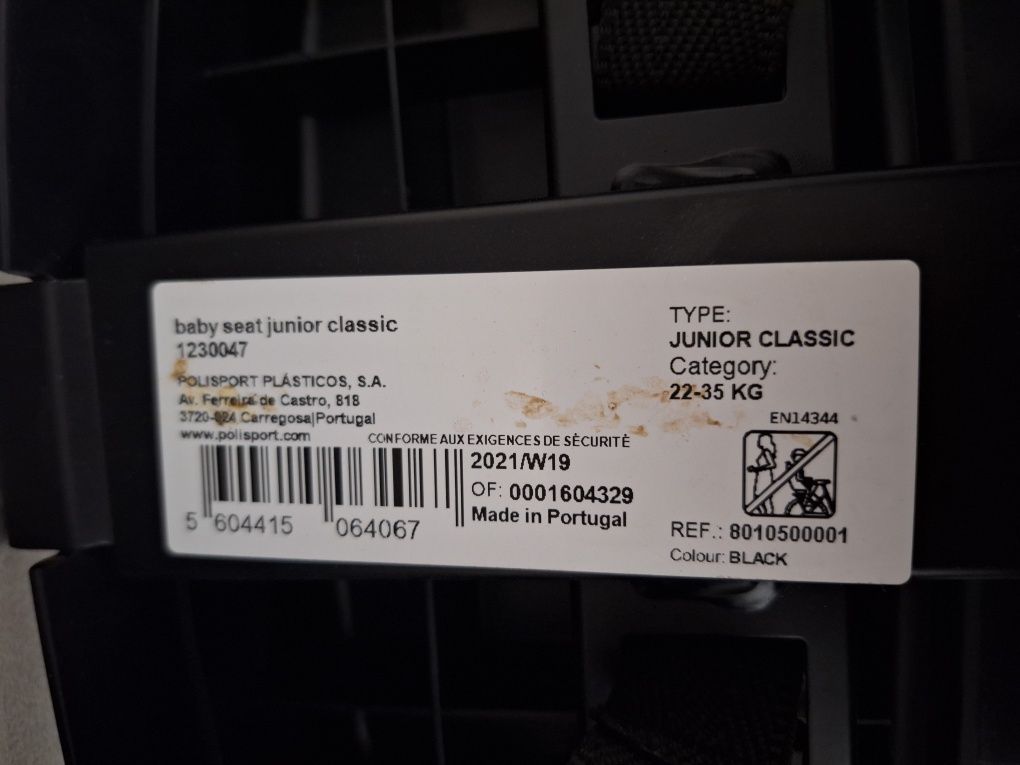 baby seat junior classic
1230047
POLISPORT PLÁSTICOS, S.A.
Av. Ferreira de Castro, 818
3720-024 Carregosa|Portugal
www.polisport.com
CONFORME AUX EXIGENCES DE SÉCURITÉ
2021/W19
OF: 0001604329
Made in Portugal
5 604415 064067
TYPE:
JUNIOR CLASSIC
Category:
22-35 KG
EN14344
REF.: 8010500001
Colour: BLACK